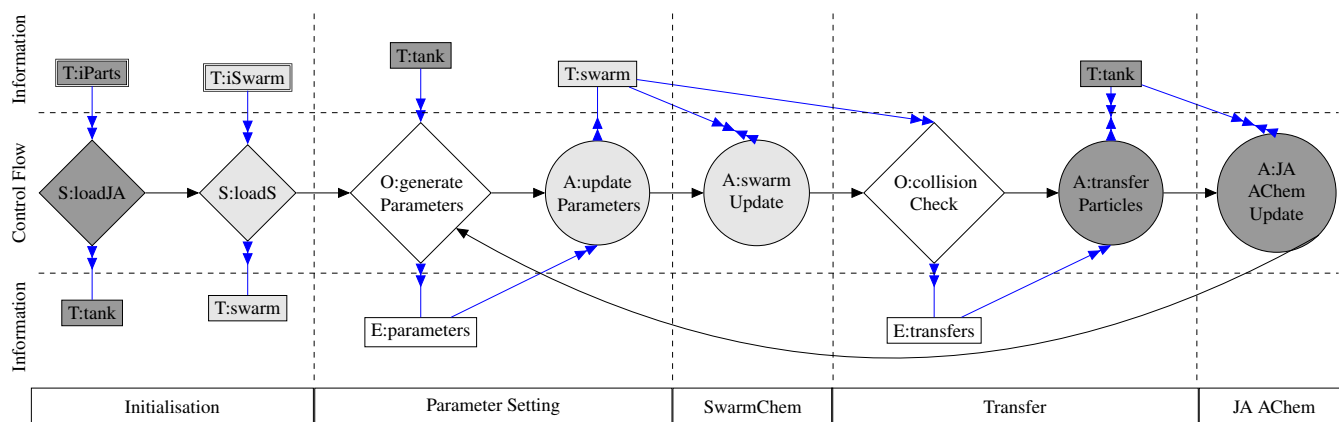 Information
T:iParts
T:iSwarm
T:tank
T:swarm
T:tank
Control Flow
S:loadJA
S:loadS
O:generate
Parameters
A:update
Parameters
A:swarm
Update
O:collision
Check
A:transfer
Particles
A:JA
AChem
Update
Information
T:tank
T:swarm
E:parameters
E:transfers
Initialisation
Parameter Setting
SwarmChem
Transfer
JA AChem